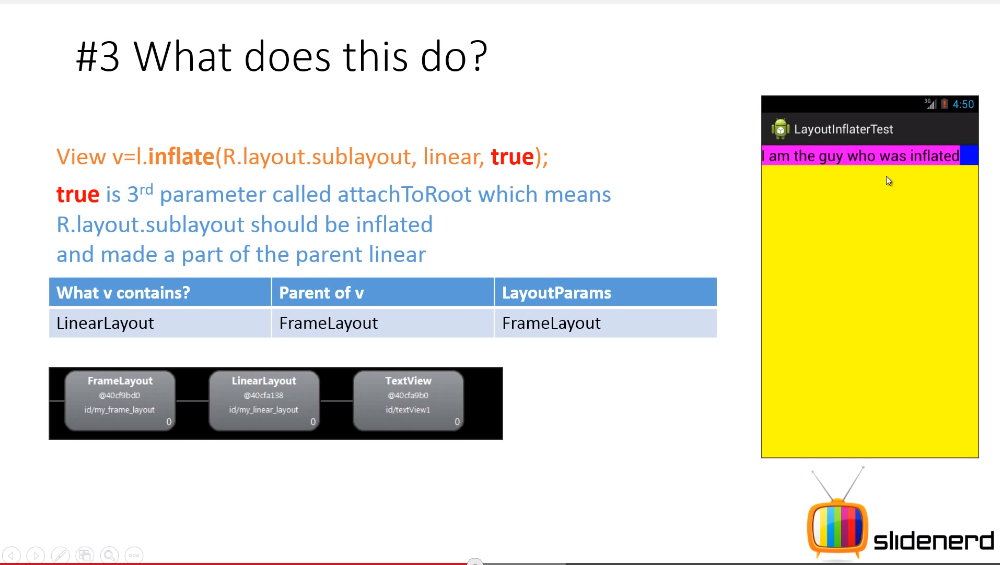 #3 What does this do?
3G 4:50
LayoutInflaterTest
I am the guy who was inflated
View v=l.inflate(R.layout.sublayout, linear, true);
true is 3rd parameter called attachToRoot which means
R.layout.sublayout should be inflated
and made a part of the parent linear
What v contains? Parent of v LayoutParams
LinearLayout FrameLayout FrameLayout
FrameLayout LinearLayout TextView
@40cf9bd0 @40cfa138 @40cfa9b0
id/my_frame_layout id/my_linear_layout id/textView1
0 0 0
slidenerd